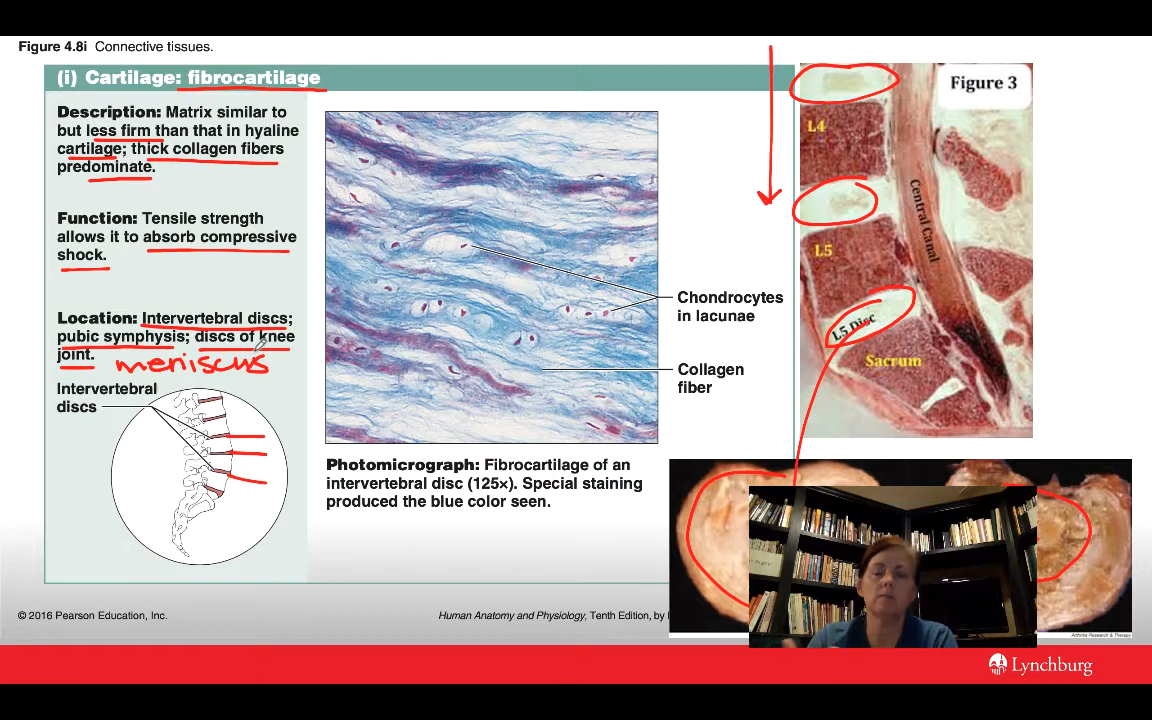 Figure 4.8i Connective tissues.
(i) Cartilage: fibrocartilage
Description: Matrix similar to
but less firm than that in hyaline
cartilage; thick collagen fibers
predominate.
Function: Tensile strength
allows it to absorb compressive
shock.
Location: Intervertebral discs;
pubic symphysis; discs of knee
joint.
meniscus
Intervertebral
discs
Chondrocytes
in lacunae
Collagen
fiber
Photomicrograph: Fibrocartilage of an
intervertebral disc (125×). Special staining
produced the blue color seen.
Figure 3
L4
Central Canal
L5
L5 Disc
Sacrum
Arthritis Research & Therapy
© 2016 Pearson Education, Inc.
Human Anatomy and Physiology, Tenth Edition, by
Lynchburg